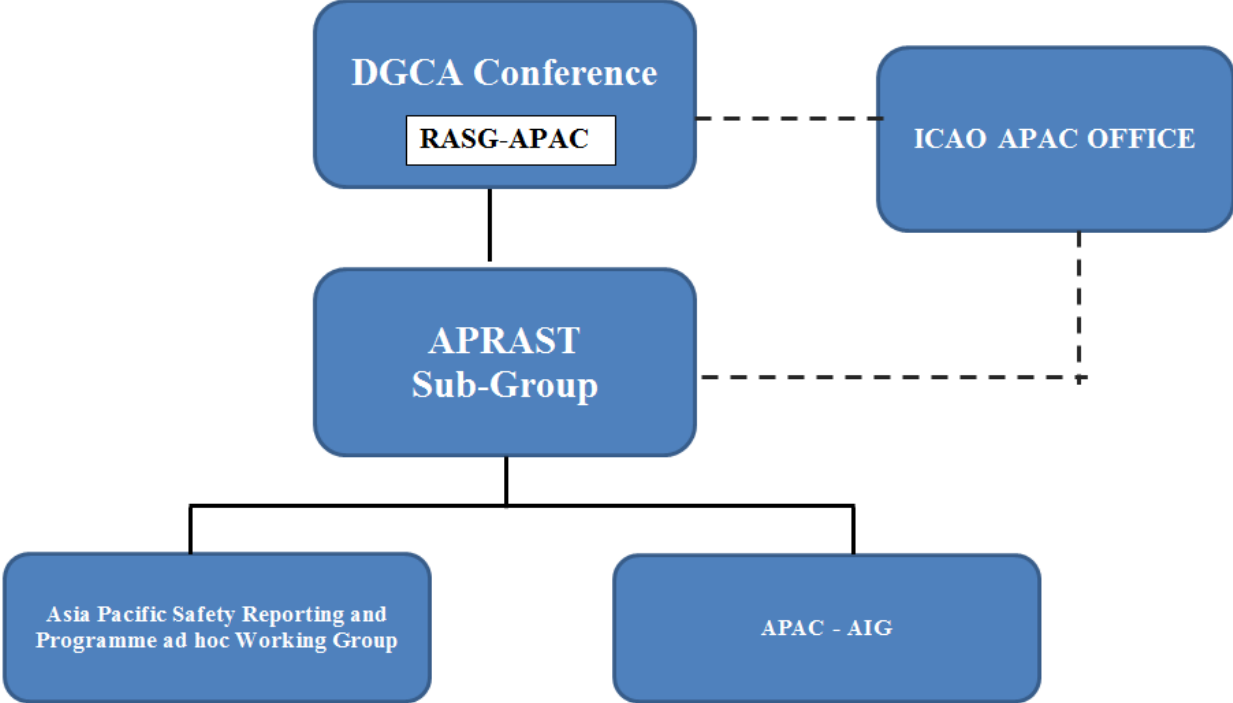 DGCA Conference
RASG-APAC
ICAO APAC OFFICE
APRAST
Sub-Group
Asia Pacific Safety Reporting and
Programme ad hoc Working Group
APAC - AIG